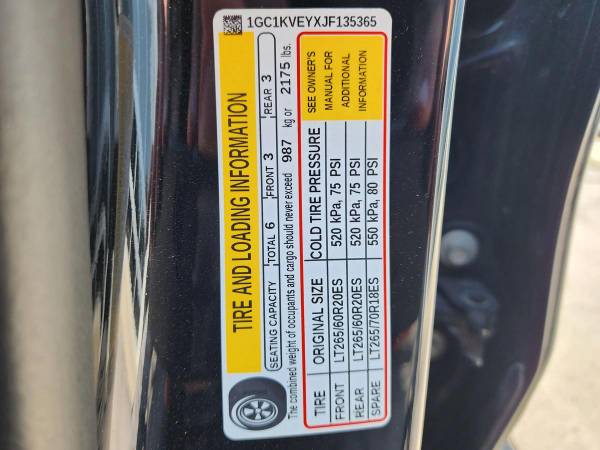 1GC1KVEYXJF135365
TIRE AND LOADING INFORMATION
SEATING CAPACITY TOTAL 6 FRONT 3 REAR 3
The combined weight of occupants and cargo should never exceed 987 kg or 2175 lbs.
TIRE ORIGINAL SIZE COLD TIRE PRESSURE
FRONT LT265/60R20ES 520 kPa, 75 PSI
REAR LT265/60R20ES 520 kPa, 75 PSI
SPARE LT265/70R18ES 550 kPa, 80 PSI
SEE OWNER'S
MANUAL FOR
ADDITIONAL
INFORMATION